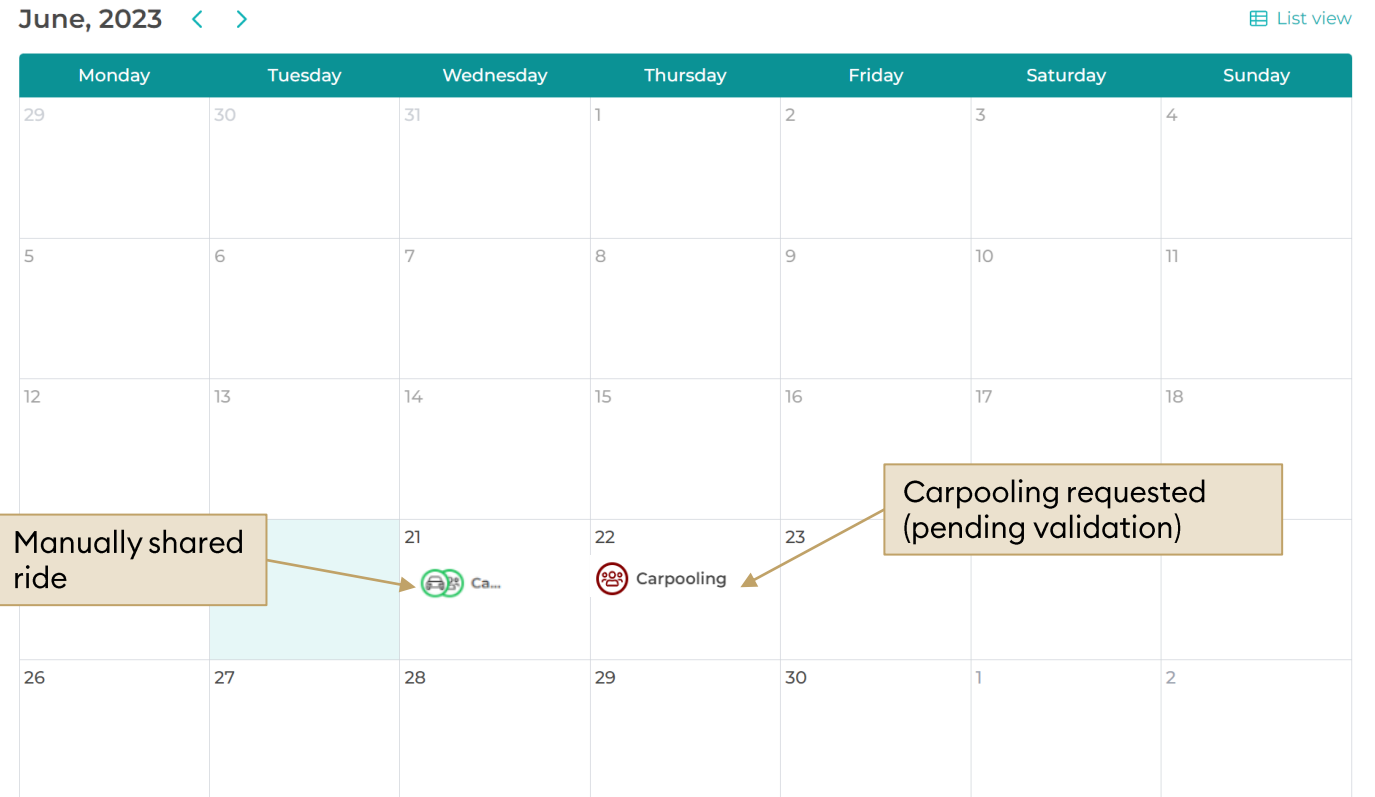 June, 2023
List view
Monday Tuesday Wednesday Thursday Friday Saturday Sunday
29 30 31 1 2 3 4
5 6 7 8 9 10 11
12 13 14 15 16 17 18
Carpooling requested
(pending validation)
Manually shared
ride
21 22 23
Ca... Carpooling
26 27 28 29 30 1 2